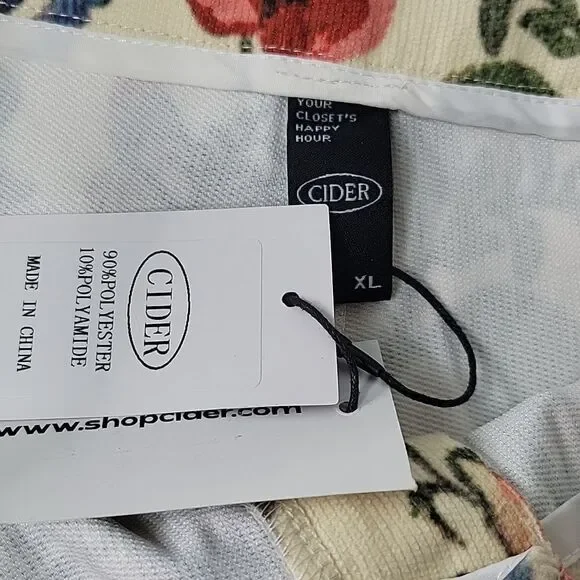 YOUR
CLOSET'S
HAPPY
HOUR
CIDER
XL
CIDER
90%POLYESTER
10%POLYAMIDE
MADE IN CHINA
www.shopcider.com